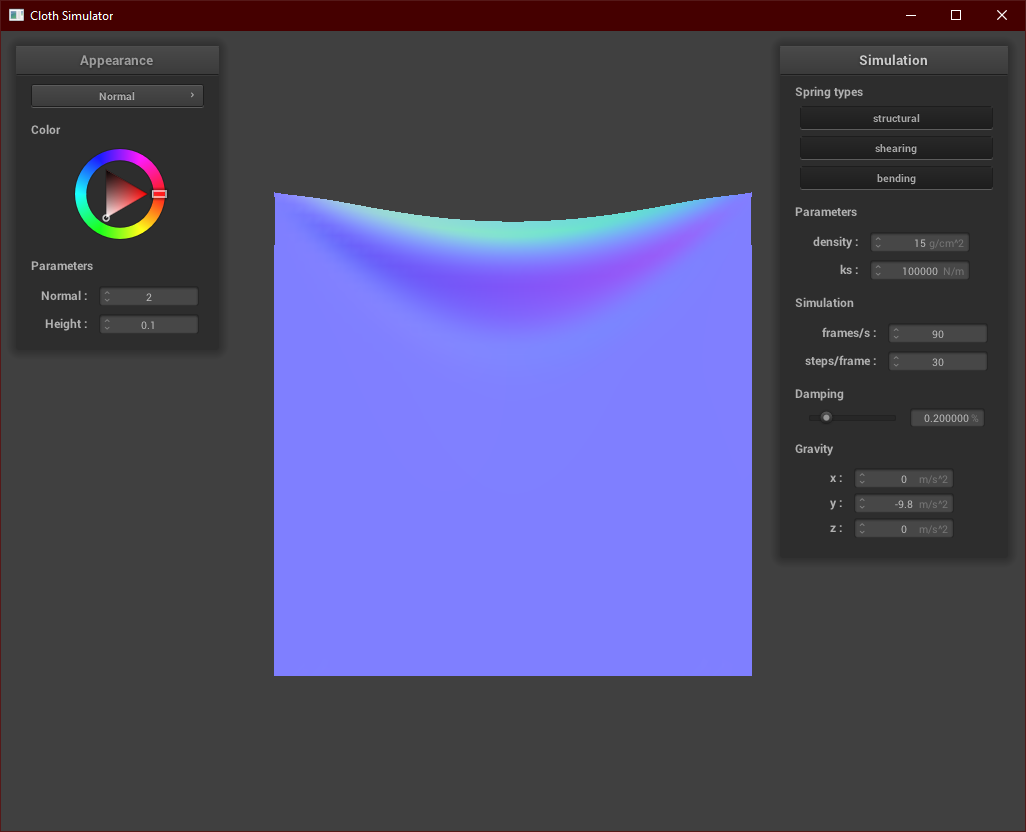 Cloth Simulator
Appearance
Normal
Color
Parameters
Normal : 2
Height : 0.1
Simulation
Spring types
structural
shearing
bending
Parameters
density : 15 g/cm^2
ks : 100000 N/m
Simulation
frames/s : 90
steps/frame : 30
Damping
0.200000 %
Gravity
x : 0 m/s^2
y : -9.8 m/s^2
z : 0 m/s^2